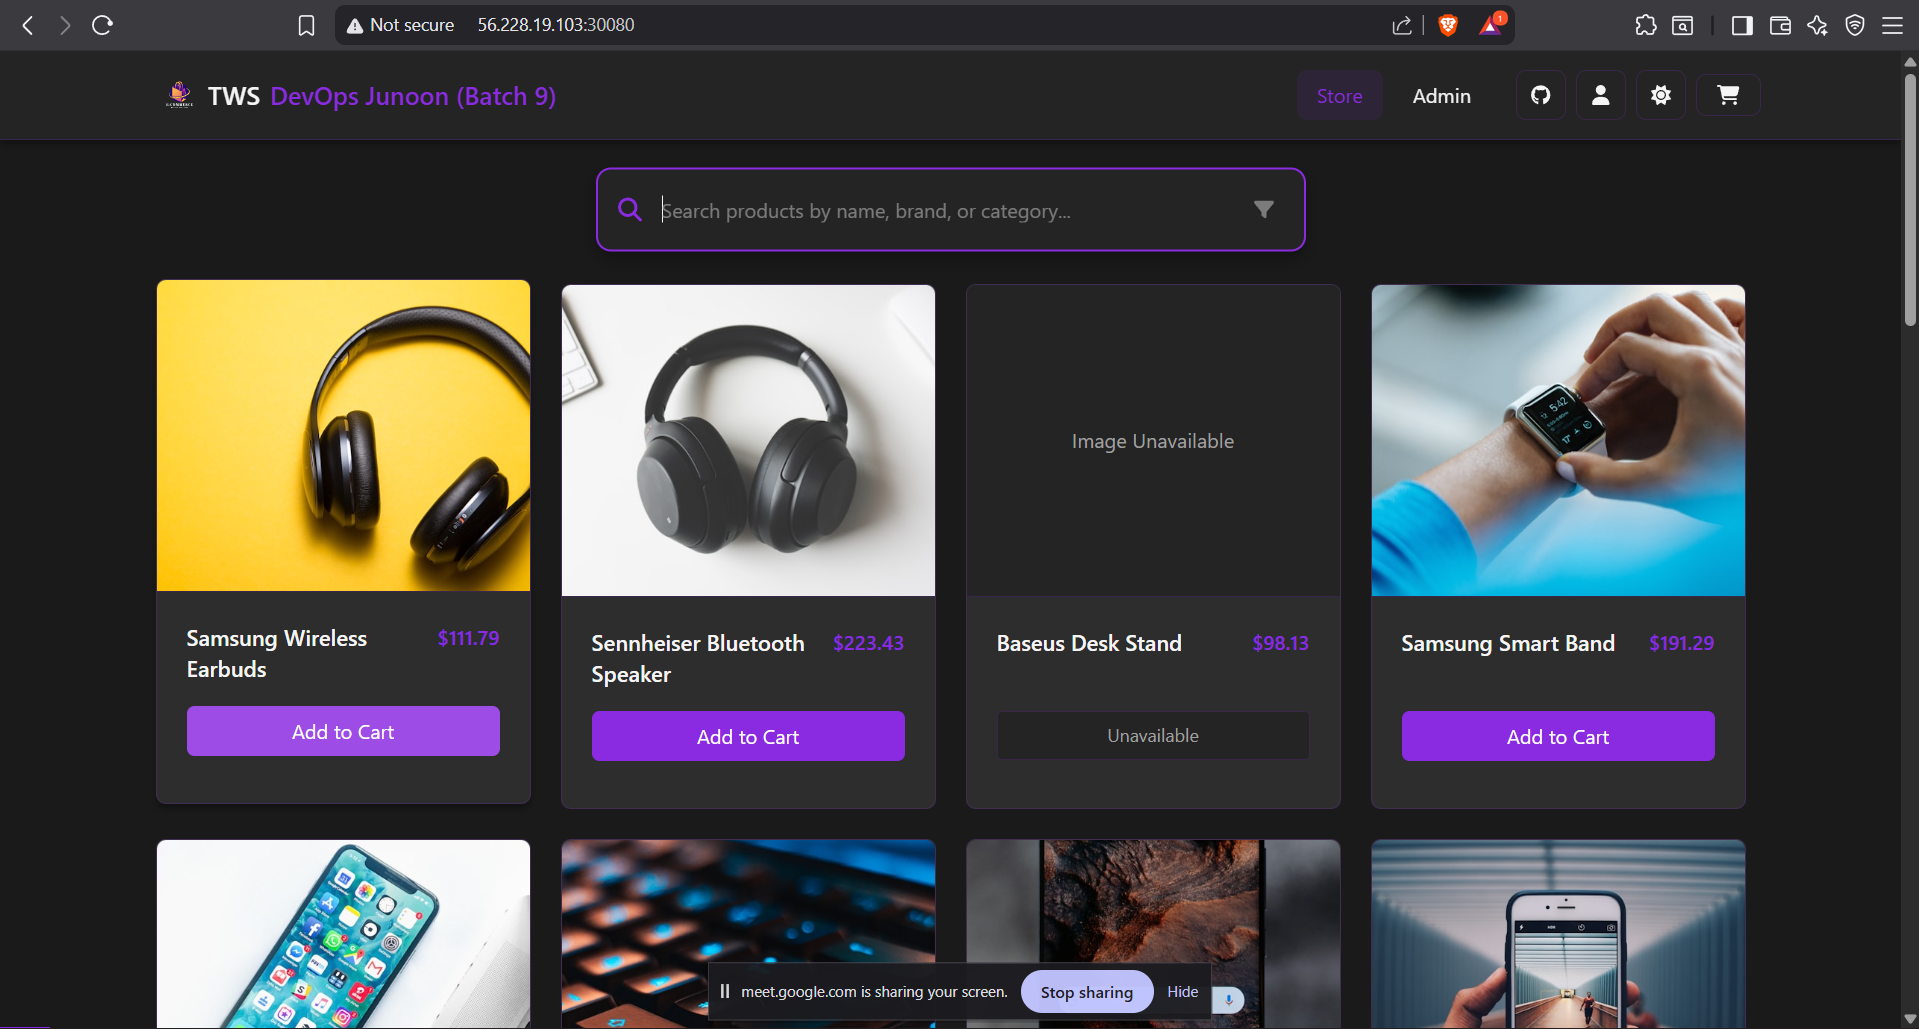 Not secure
56.228.19.103:30080
1
TWS DevOps Junoon (Batch 9)
Store
Admin
Search products by name, brand, or category...
Image Unavailable
5:42
Samsung Wireless Earbuds
$111.79
Add to Cart
Sennheiser Bluetooth Speaker
$223.43
Add to Cart
Baseus Desk Stand
$98.13
Unavailable
Samsung Smart Band
$191.29
Add to Cart
meet.google.com is sharing your screen.
Stop sharing
Hide